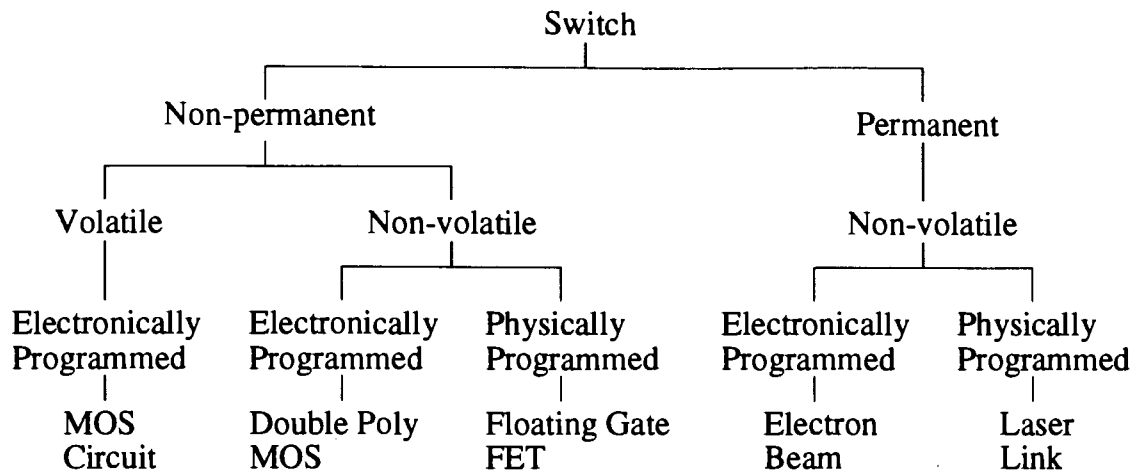 Switch
Non-permanent
Permanent
Volatile
Non-volatile
Non-volatile
Electronically
Programmed
Electronically
Programmed
Physically
Programmed
Electronically
Programmed
Physically
Programmed
MOS
Circuit
Double Poly
MOS
Floating Gate
FET
Electron
Beam
Laser
Link